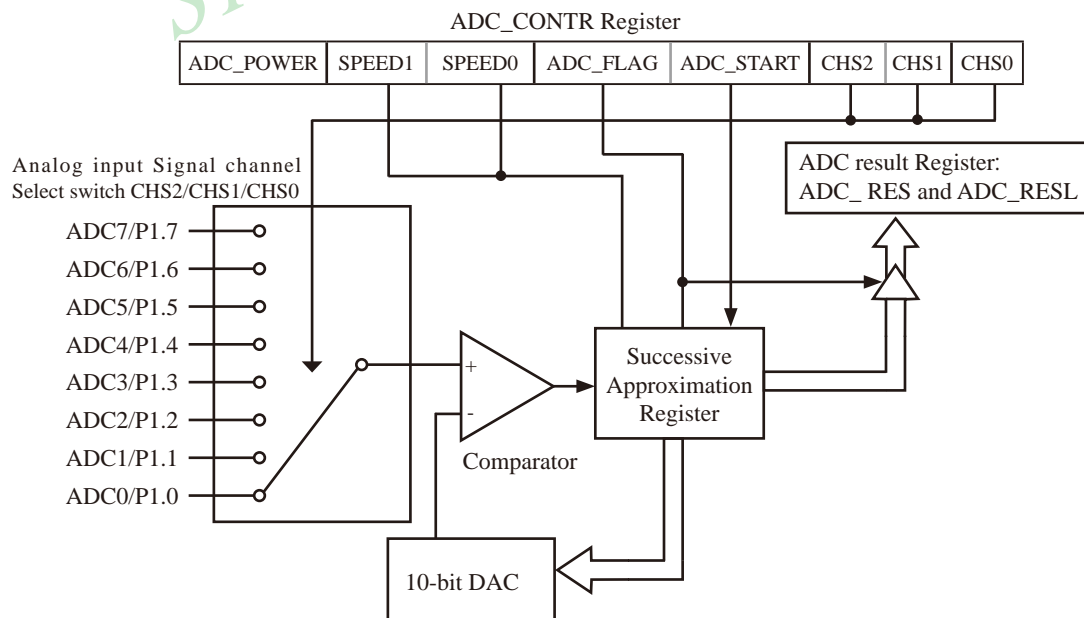 ADC_CONTR Register
ADC_POWER SPEED1 SPEED0 ADC_FLAG ADC_START CHS2 CHS1 CHS0
Analog input Signal channel
Select switch CHS2/CHS1/CHS0
ADC result Register:
ADC_ RES and ADC_RESL
ADC7/P1.7
ADC6/P1.6
ADC5/P1.5
ADC4/P1.4
ADC3/P1.3
ADC2/P1.2
ADC1/P1.1
ADC0/P1.0
+
-
Comparator
Successive
Approximation
Register
10-bit DAC